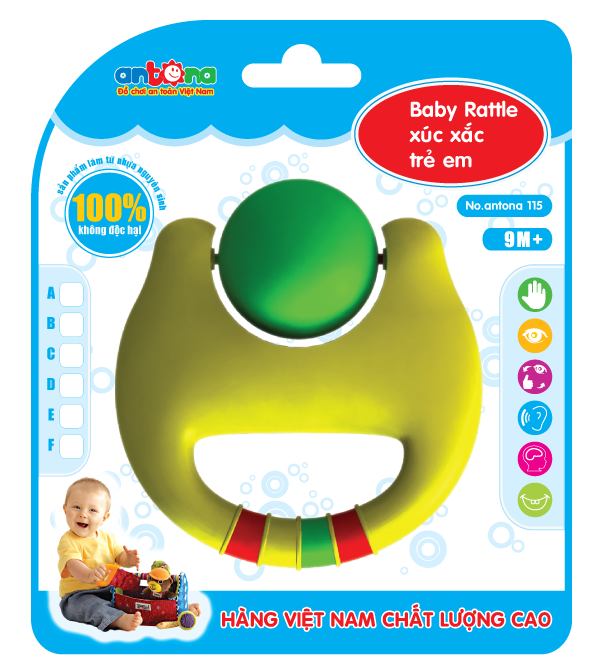 antona
Đồ chơi an toàn Việt Nam
Baby Rattle
xúc xắc
trẻ em
sản phẩm làm từ nhựa nguyên sinh
100%
không độc hại
No.antona 115
9M+
A
B
C
D
E
F
HÀNG VIỆT NAM CHẤT LƯỢNG CAO